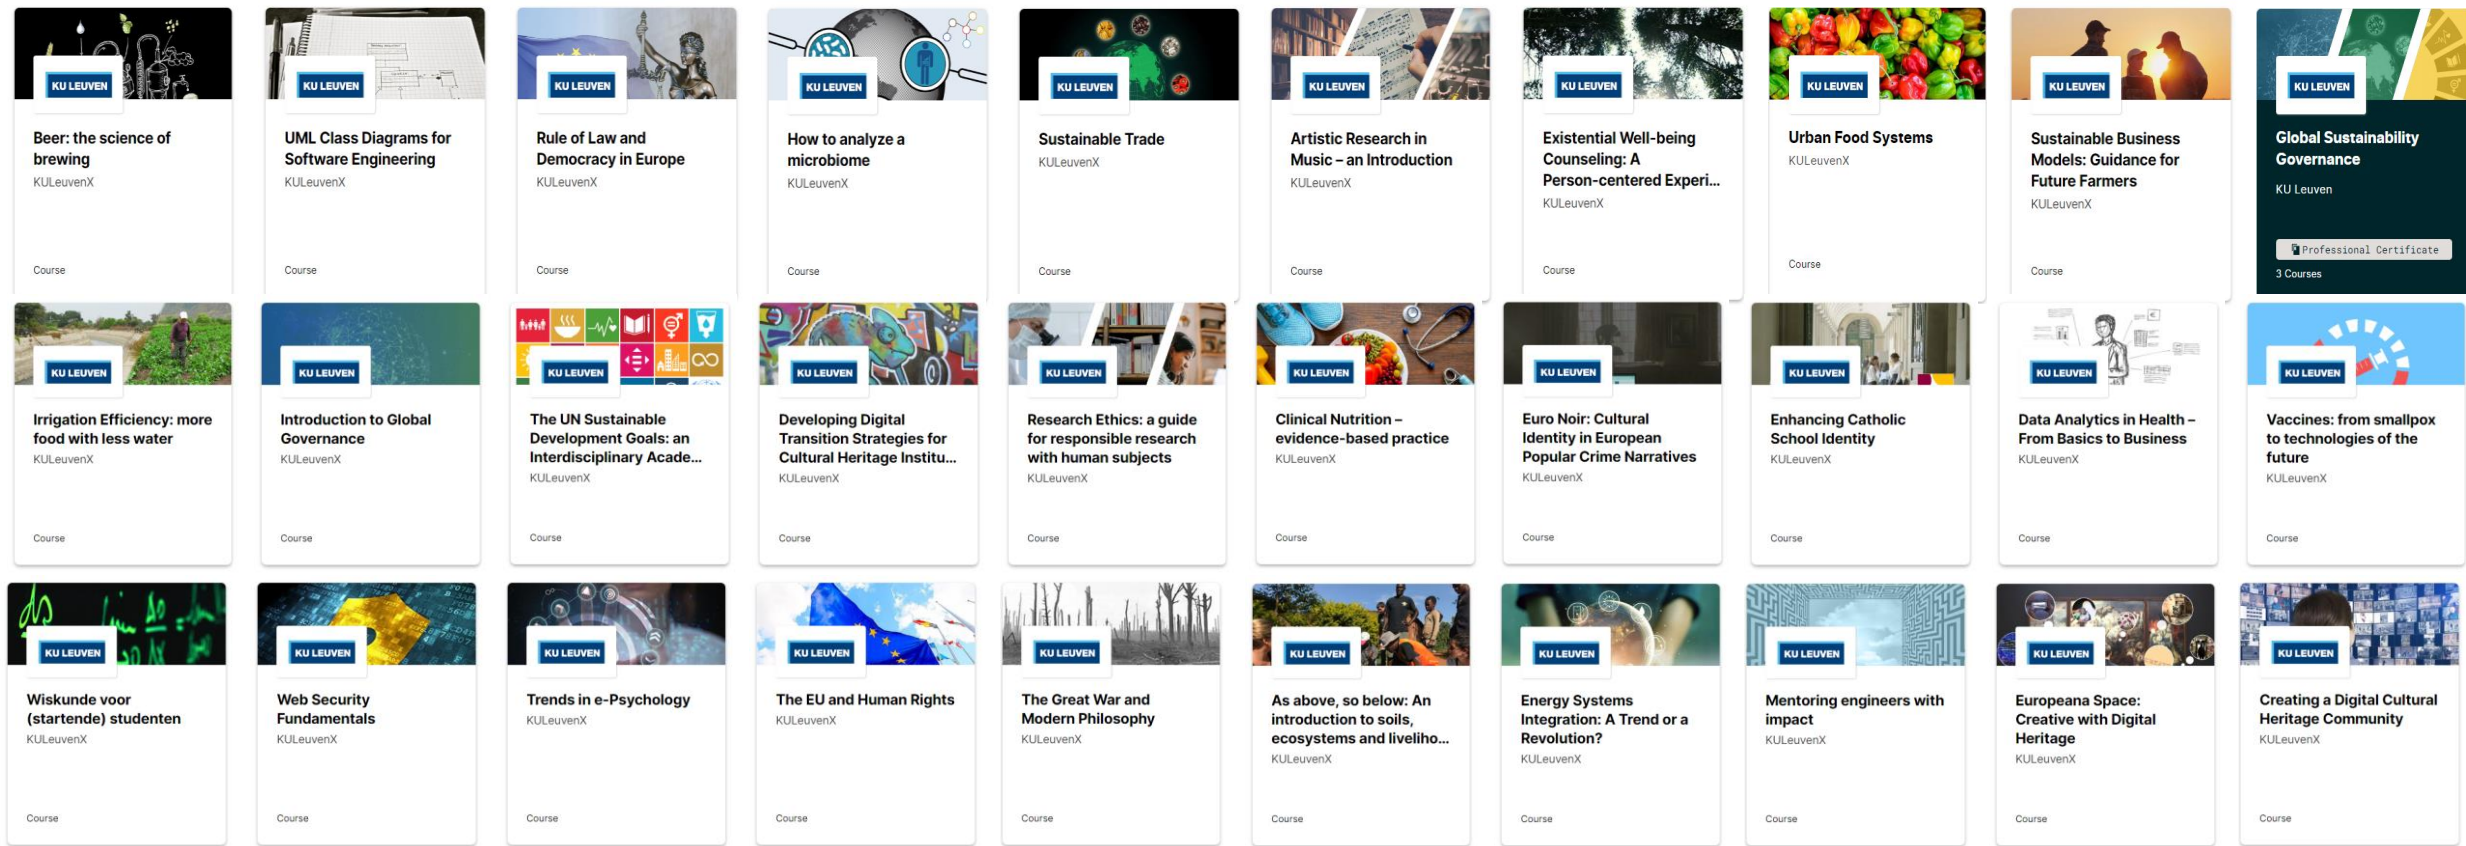 KU LEUVEN
Beer: the science of
brewing
KULeuvenX
Course
KU LEUVEN
UML Class Diagrams for
Software Engineering
KULeuvenX
Course
KU LEUVEN
Rule of Law and
Democracy in Europe
KULeuvenX
Course
KU LEUVEN
How to analyze a
microbiome
KULeuvenX
Course
KU LEUVEN
Sustainable Trade
KULeuvenX
Course
KU LEUVEN
Artistic Research in
Music – an Introduction
KULeuvenX
Course
KU LEUVEN
Existential Well-being
Counseling: A
Person-centered Experi...
KULeuvenX
Course
KU LEUVEN
Urban Food Systems
KULeuvenX
Course
KU LEUVEN
Sustainable Business
Models: Guidance for
Future Farmers
KULeuvenX
Course
KU LEUVEN
Global Sustainability
Governance
KU Leuven
Professional Certificate
3 Courses
KU LEUVEN
Irrigation Efficiency: more
food with less water
KULeuvenX
Course
KU LEUVEN
Introduction to Global
Governance
KULeuvenX
Course
KU LEUVEN
The UN Sustainable
Development Goals: an
Interdisciplinary Acade...
KULeuvenX
Course
KU LEUVEN
Developing Digital
Transition Strategies for
Cultural Heritage Institu...
KULeuvenX
Course
KU LEUVEN
Research Ethics: a guide
for responsible research
with human subjects
KULeuvenX
Course
KU LEUVEN
Clinical Nutrition –
evidence-based practice
KULeuvenX
Course
KU LEUVEN
Euro Noir: Cultural
Identity in European
Popular Crime Narratives
KULeuvenX
Course
KU LEUVEN
Enhancing Catholic
School Identity
KULeuvenX
Course
KU LEUVEN
Data Analytics in Health –
From Basics to Business
KULeuvenX
Course
KU LEUVEN
Vaccines: from smallpox
to technologies of the
future
KULeuvenX
Course
KU LEUVEN
Wiskunde voor
(startende) studenten
KULeuvenX
Course
KU LEUVEN
Web Security
Fundamentals
KULeuvenX
Course
KU LEUVEN
Trends in e-Psychology
KULeuvenX
Course
KU LEUVEN
The EU and Human Rights
KULeuvenX
Course
KU LEUVEN
The Great War and
Modern Philosophy
KULeuvenX
Course
KU LEUVEN
As above, so below: An
introduction to soils,
ecosystems and liveliho...
KULeuvenX
Course
KU LEUVEN
Energy Systems
Integration: A Trend or a
Revolution?
KULeuvenX
Course
KU LEUVEN
Mentoring engineers with
impact
KULeuvenX
Course
KU LEUVEN
Europeana Space:
Creative with Digital
Heritage
KULeuvenX
Course
KU LEUVEN
Creating a Digital Cultural
Heritage Community
KULeuvenX
Course